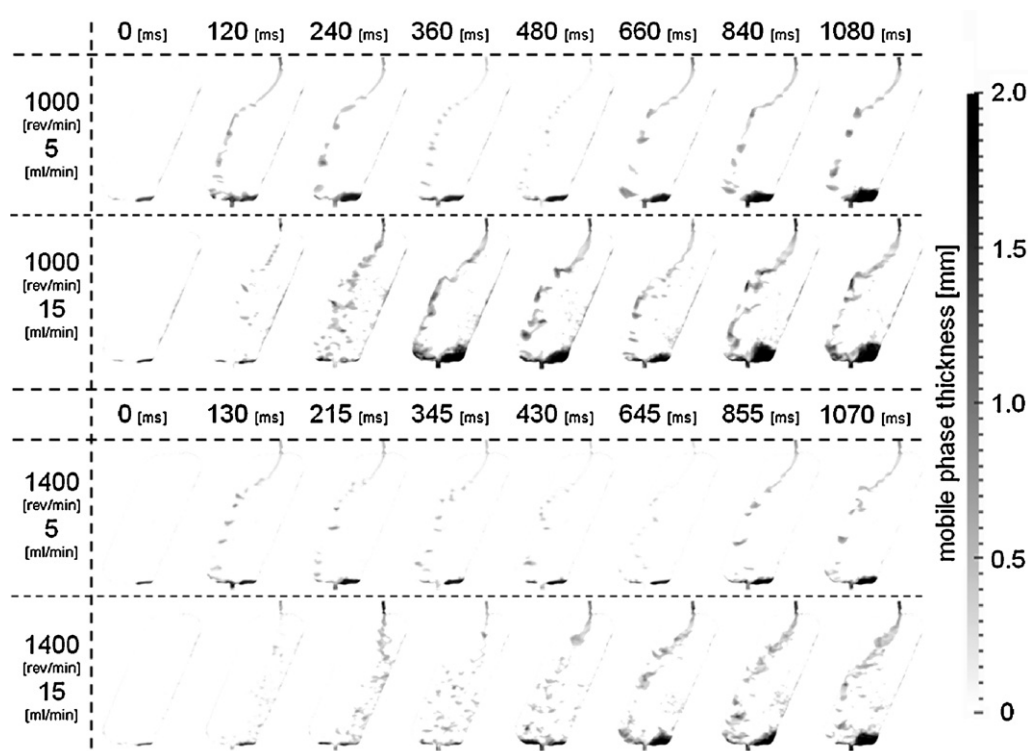 0 [ms] 120 [ms] 240 [ms] 360 [ms] 480 [ms] 660 [ms] 840 [ms] 1080 [ms]
1000
[rev/min]
5
[ml/min]
1000
[rev/min]
15
[ml/min]
0 [ms] 130 [ms] 215 [ms] 345 [ms] 430 [ms] 645 [ms] 855 [ms] 1070 [ms]
1400
[rev/min]
5
[ml/min]
1400
[rev/min]
15
[ml/min]
mobile phase thickness [mm]
2.0
1.5
1.0
0.5
0